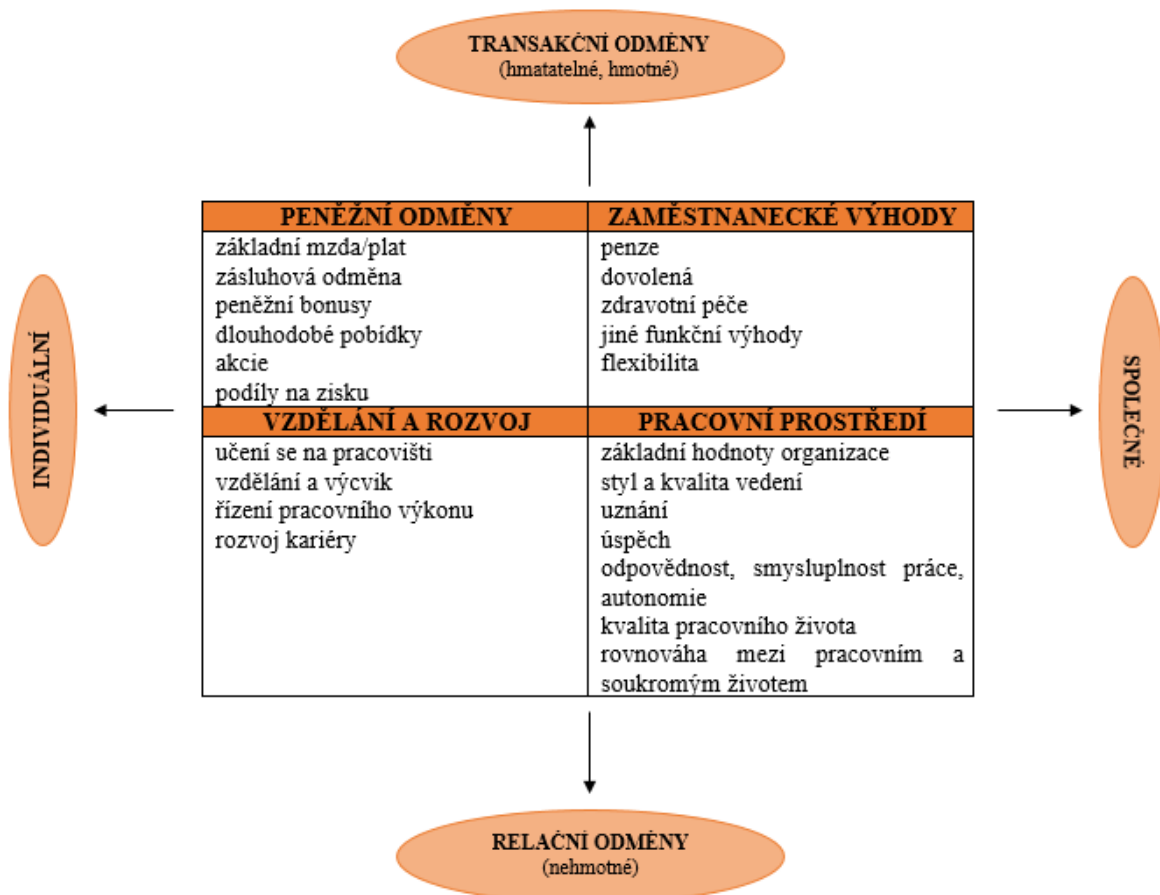 TRANSAKČNÍ ODMĚNY
(hmatatelné, hmotné)
INDIVIDUÁLNÍ
PENĚŽNÍ ODMĚNY
základní mzda/plat
zásluhová odměna
peněžní bonusy
dlouhodobé pobídky
akcie
podíly na zisku
ZAMĚSTNANECKÉ VÝHODY
penze
dovolená
zdravotní péče
jiné funkční výhody
flexibilita
VZDĚLÁNÍ A ROZVOJ
učení se na pracovišti
vzdělání a výcvik
řízení pracovního výkonu
rozvoj kariéry
PRACOVNÍ PROSTŘEDÍ
základní hodnoty organizace
styl a kvalita vedení
uznání
úspěch
odpovědnost, smysluplnost práce,
autonomie
kvalita pracovního života
rovnováha mezi pracovním a
soukromým životem
SPOLEČNÉ
RELAČNÍ ODMĚNY
(nehmotné)